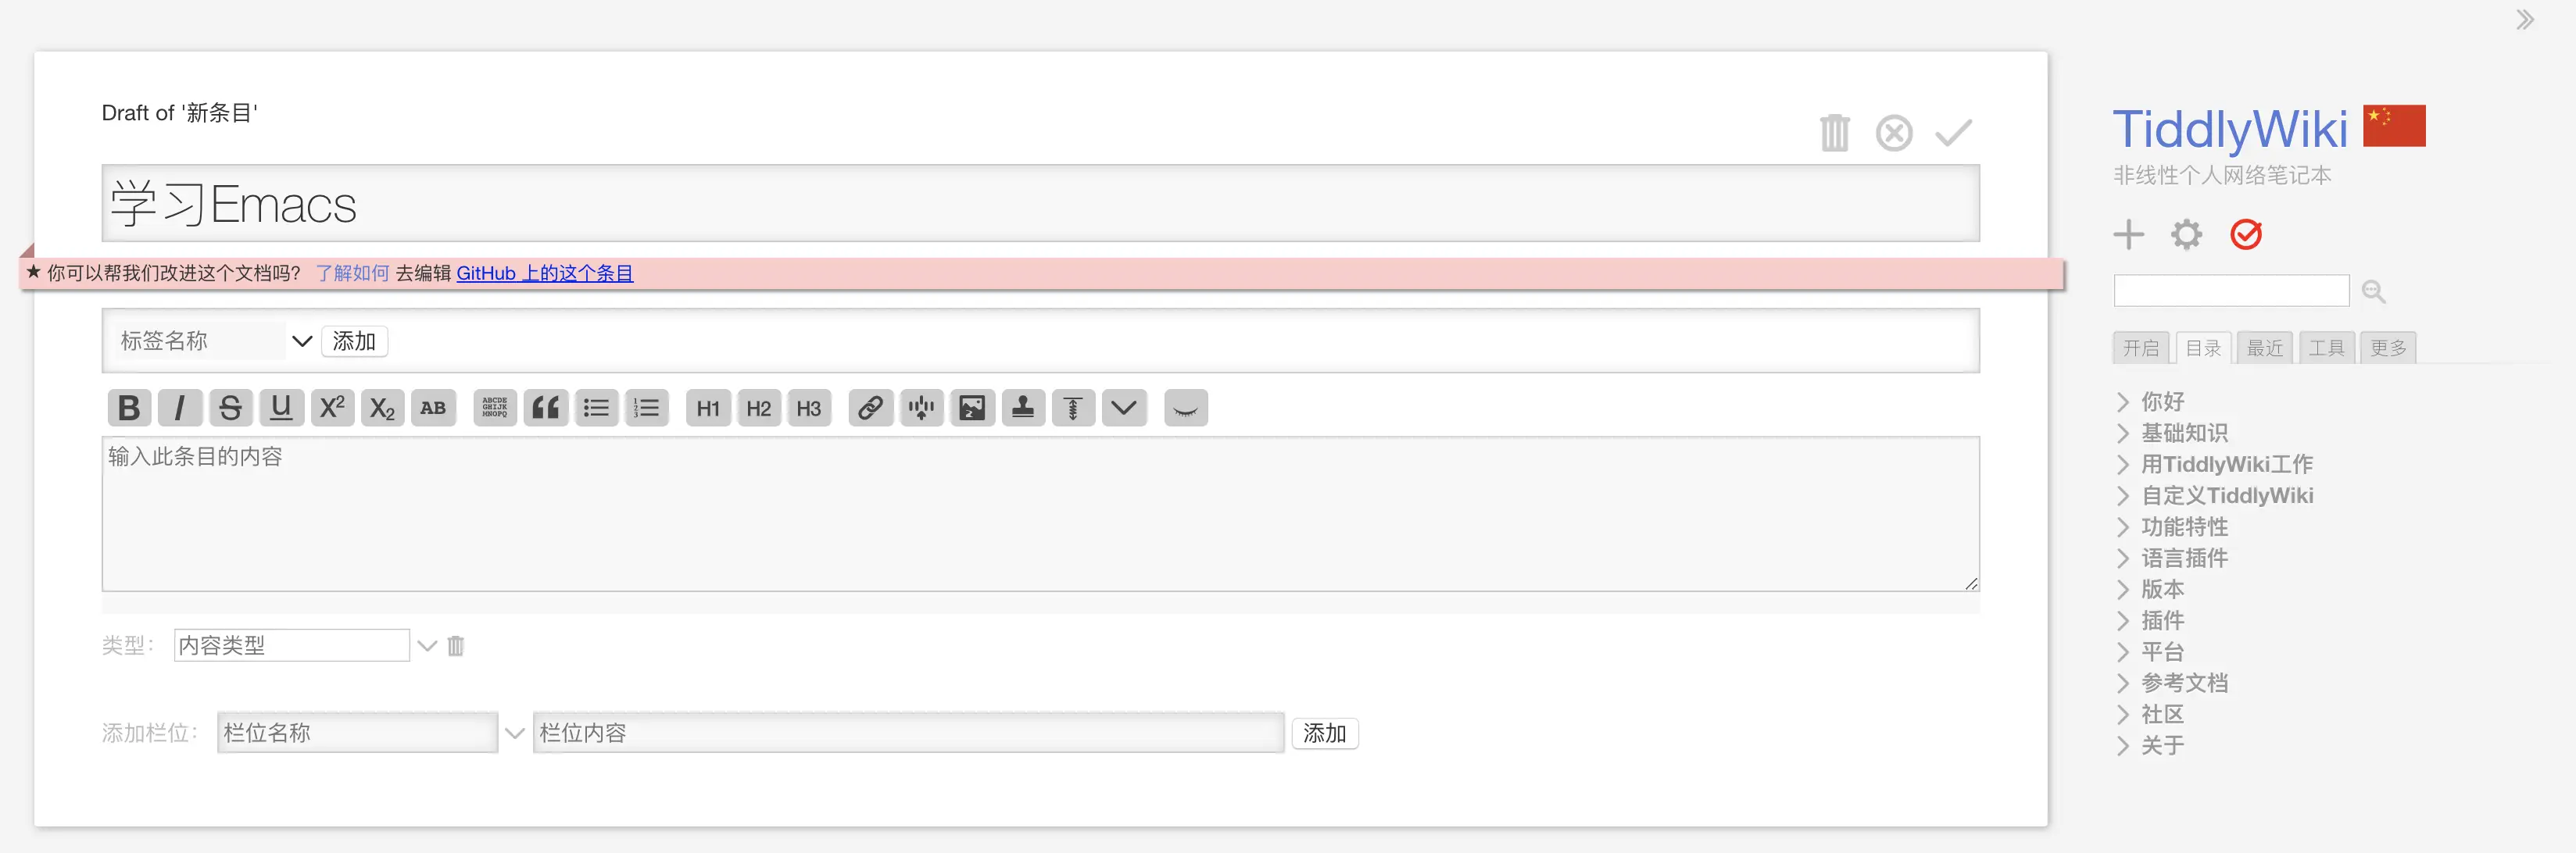 Draft of '新条目'
学习Emacs
★ 你可以帮我们改进这个文档吗? 了解如何 去编辑 GitHub 上的这个条目
标签名称 添加
B I S U X² X₂ AB ABCDE GHIJK MNOPQ 1 2 3 H1 H2 H3
输入此条目的内容
类型: 内容类型
添加栏位: 栏位名称 栏位内容 添加
TiddlyWiki
非线性个人网络笔记本
开启 目录 最近 工具 更多
你好
基础知识
用TiddlyWiki工作
自定义TiddlyWiki
功能特性
语言插件
版本
插件
平台
参考文档
社区
关于